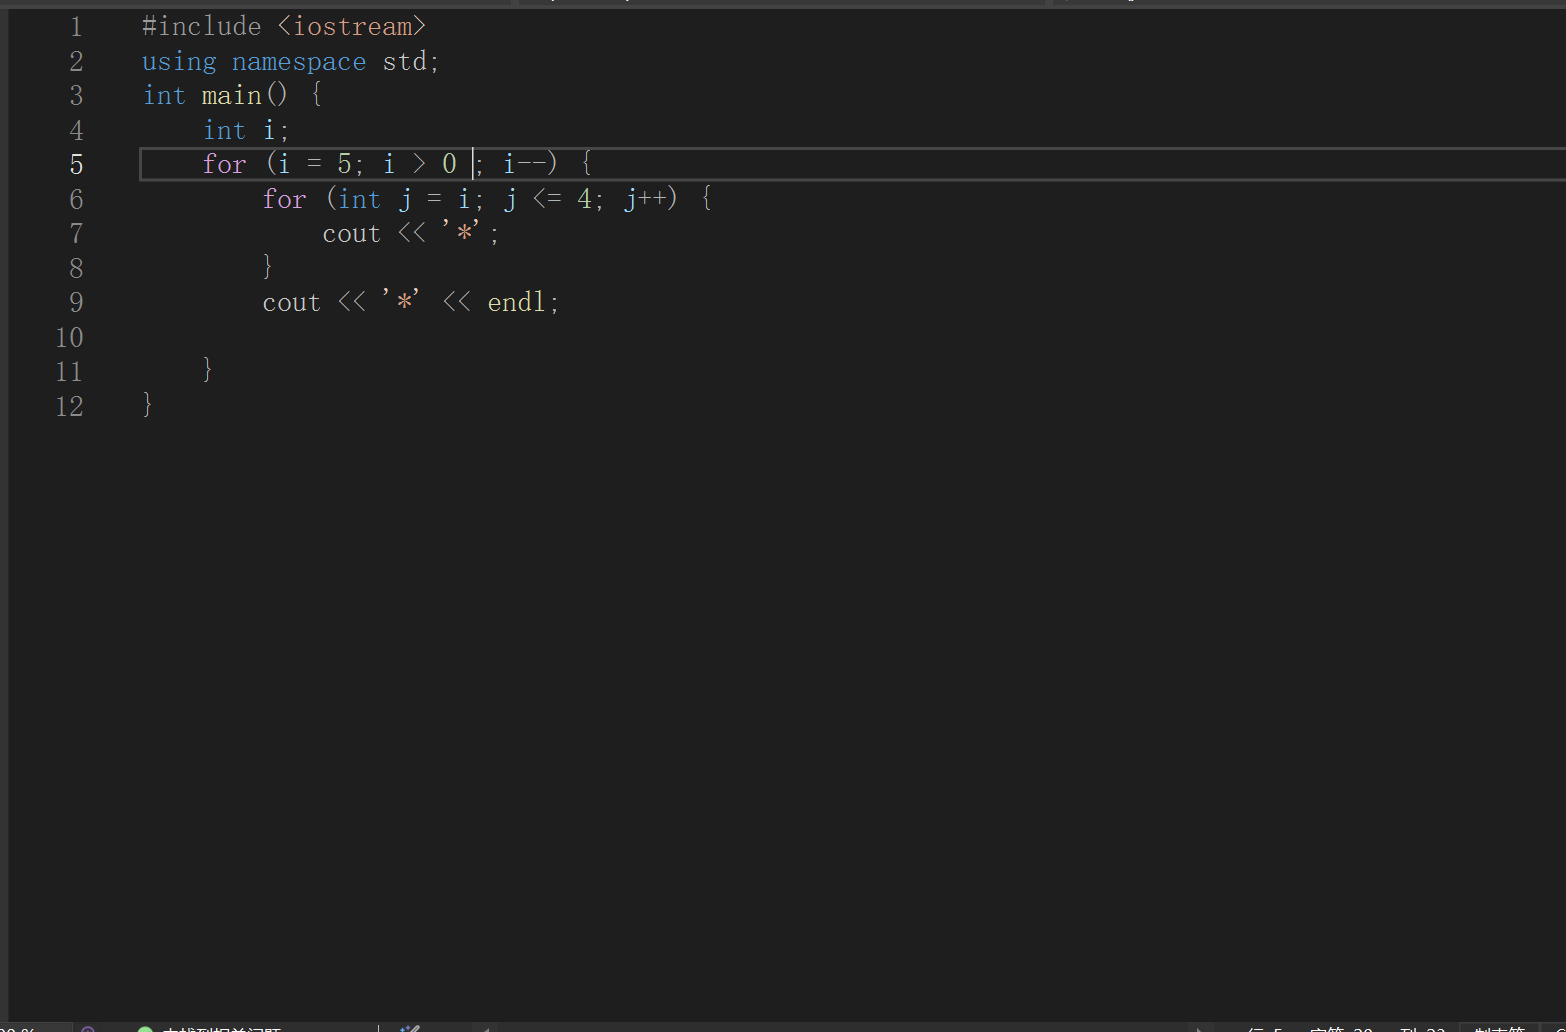 1 #include <iostream>
2 using namespace std;
3 int main() {
4 int i;
5 for (i = 5; i > 0 ; i--) {
6 for (int j = i; j <= 4; j++) {
7 cout << '*';
8 }
9 cout << '*' << endl;
10
11 }
12 }